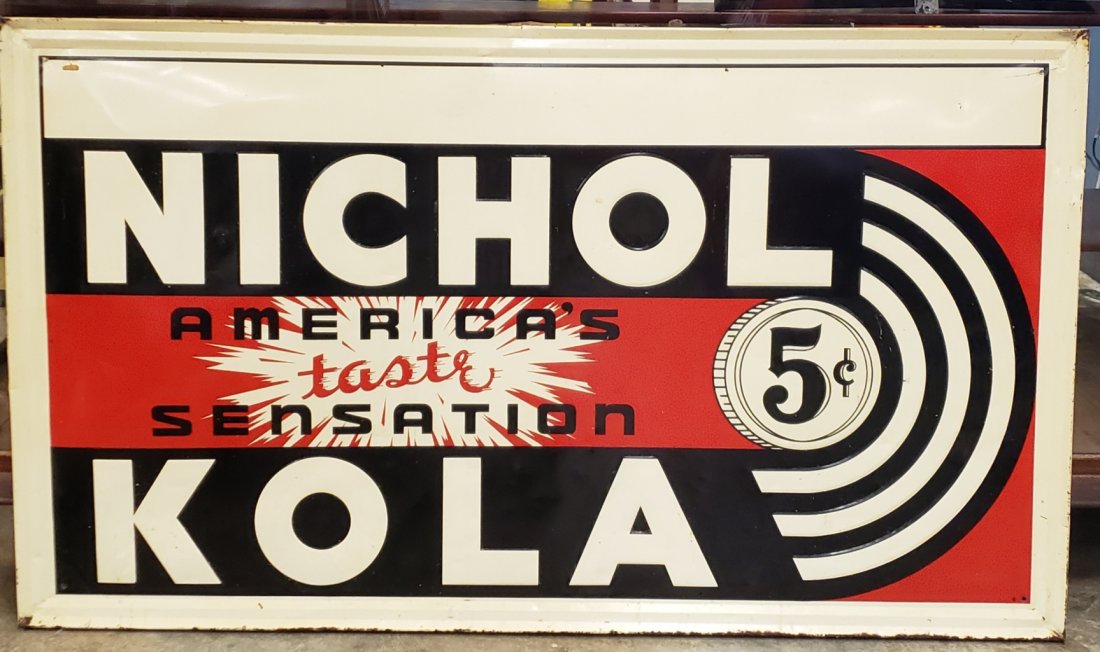 NICHOL
AMERICA'S
taste
SENSATION
5¢
KOLA